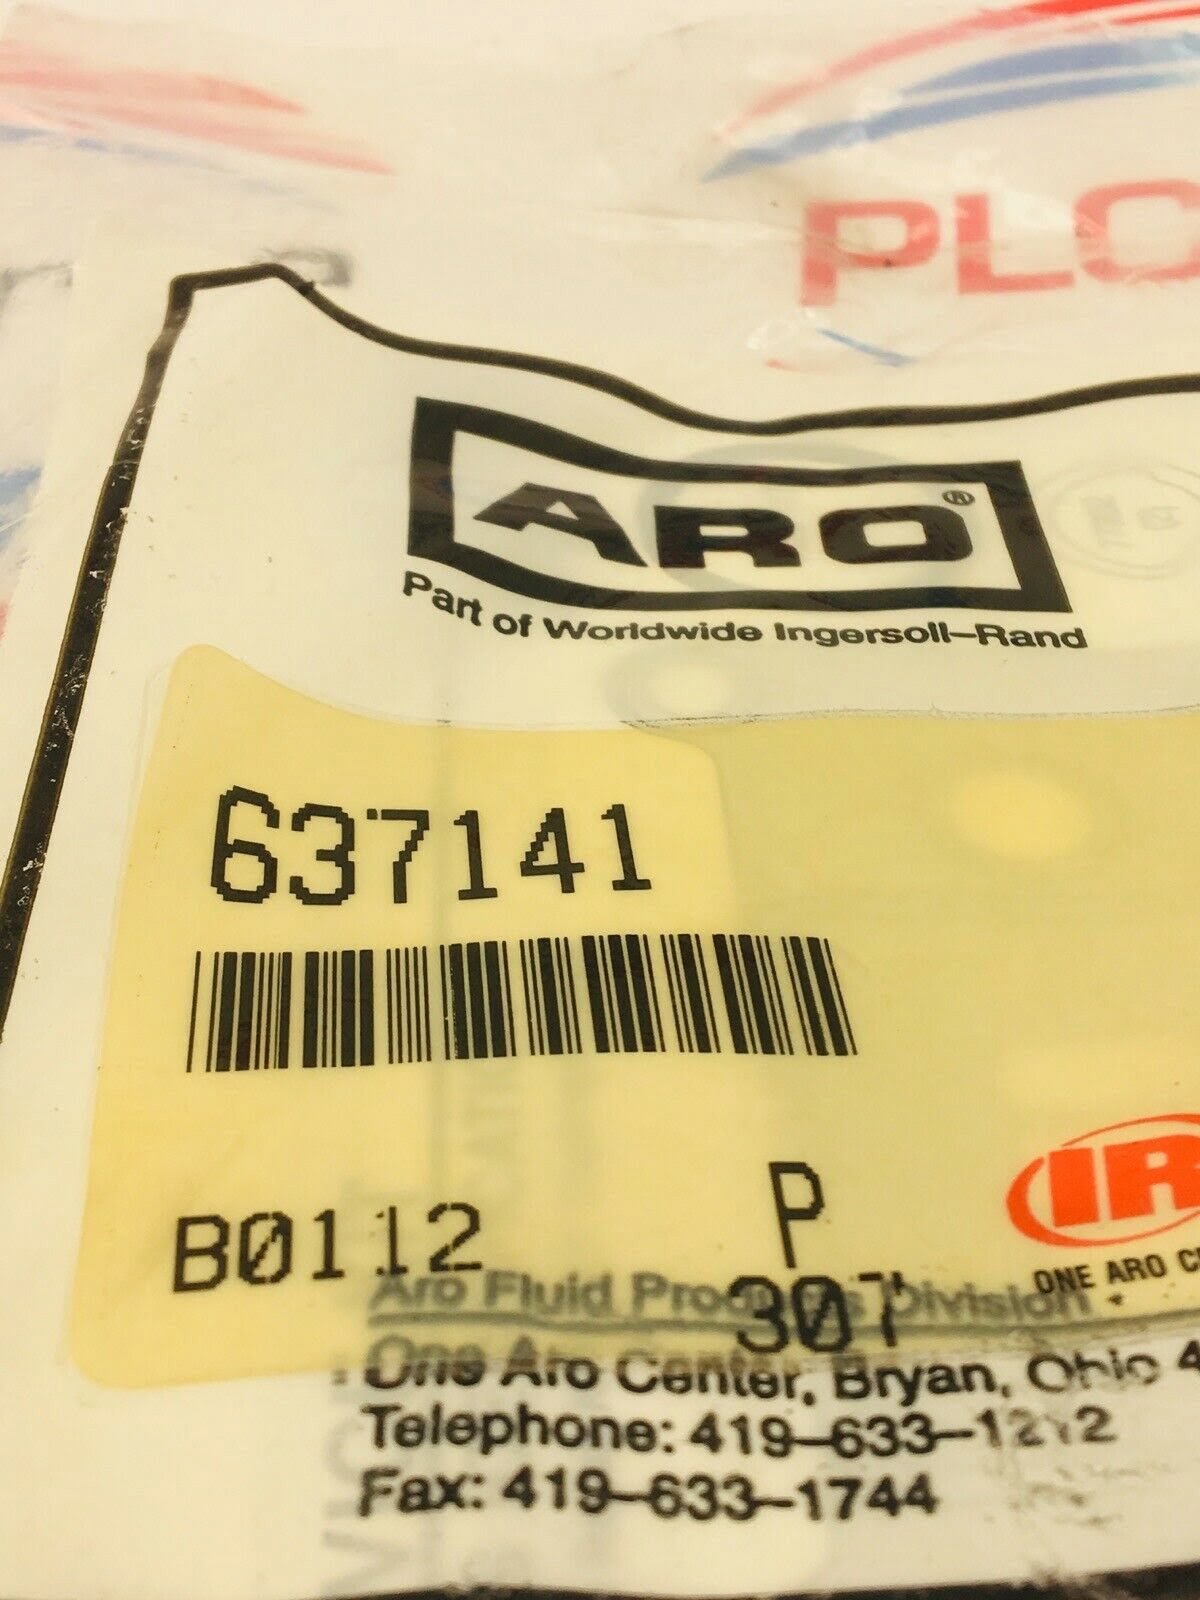 PLC
ARO®
Part of Worldwide Ingersoll-Rand
637141
B0112
P
307
IR
ONE ARO
Aro Fluid Products Division
One Aro Center, Bryan, Ohio 4
Telephone: 419-633-1212
Fax: 419-633-1744